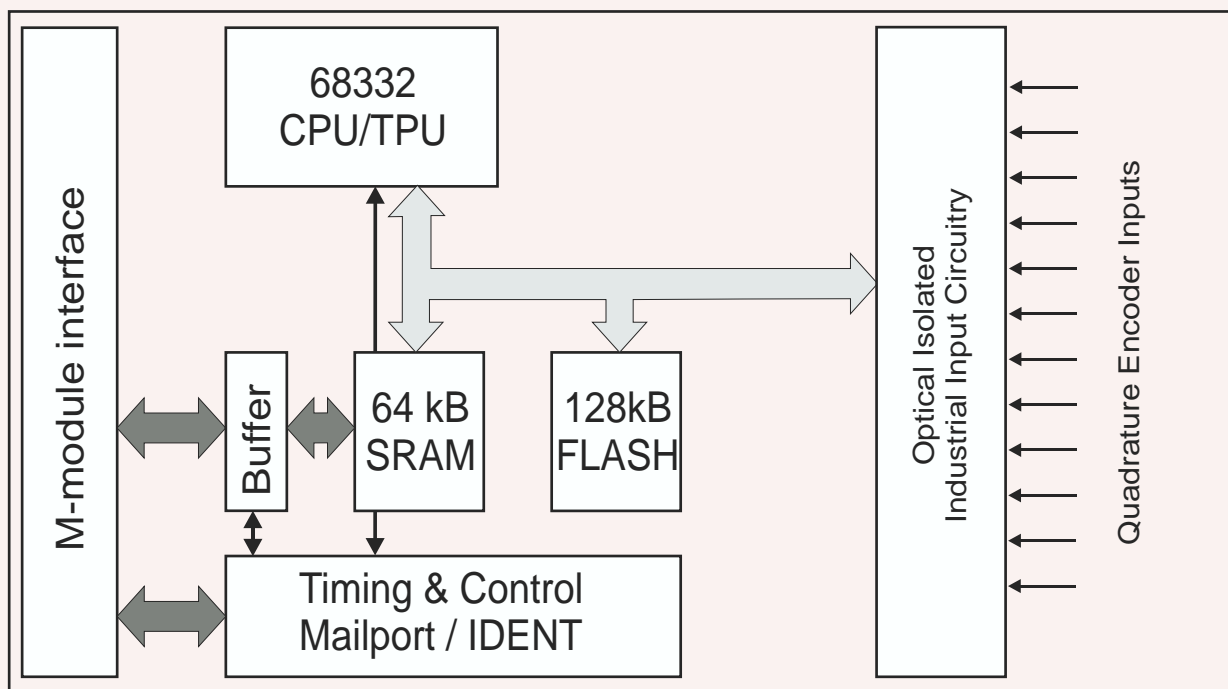 M-module interface
68332
CPU/TPU
Buffer
64 kB
SRAM
128kB
FLASH
Timing & Control
Mailport / IDENT
Optical Isolated
Industrial Input Circuitry
Quadrature Encoder Inputs